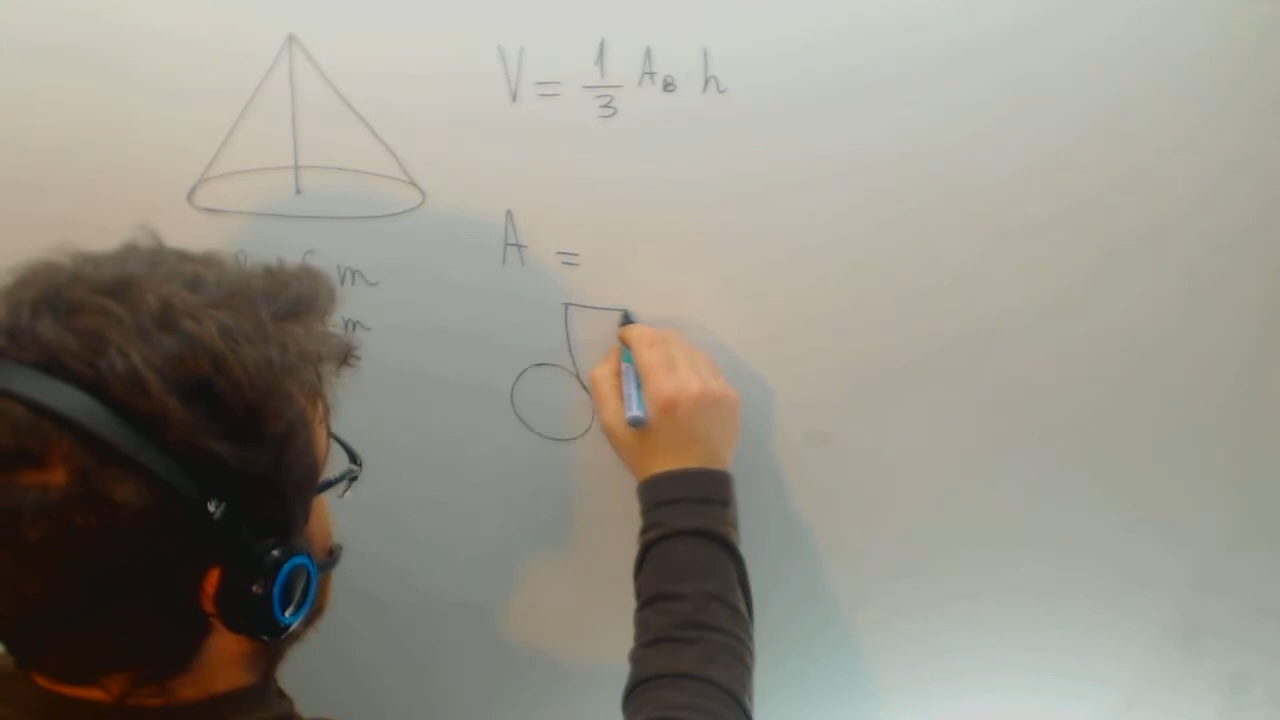 V = 1/3 A_B · h
m
m
A =